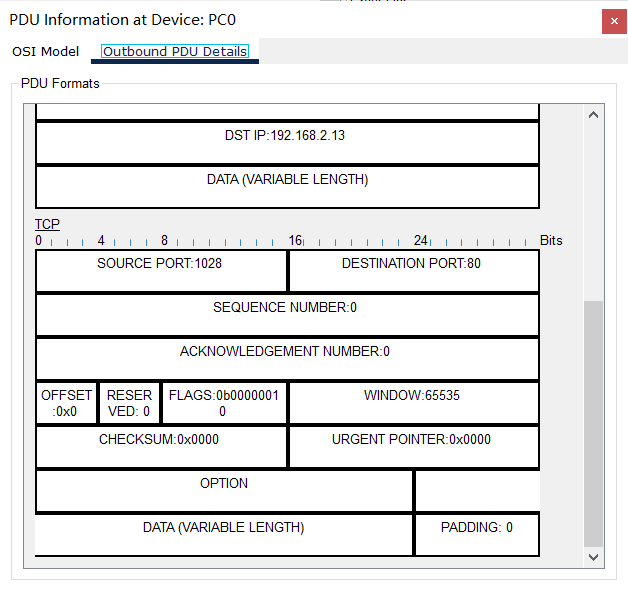 PDU Information at Device: PC0
OSI Model Outbound PDU Details
PDU Formats
DST IP:192.168.2.13
DATA (VARIABLE LENGTH)
TCP
0 4 8 16 24 Bits
SOURCE PORT:1028 DESTINATION PORT:80
SEQUENCE NUMBER:0
ACKNOWLEDGEMENT NUMBER:0
OFFSET RESER FLAGS:0b0000001 WINDOW:65535
:0x0 VED: 0 0
CHECKSUM:0x0000 URGENT POINTER:0x0000
OPTION
DATA (VARIABLE LENGTH) PADDING: 0